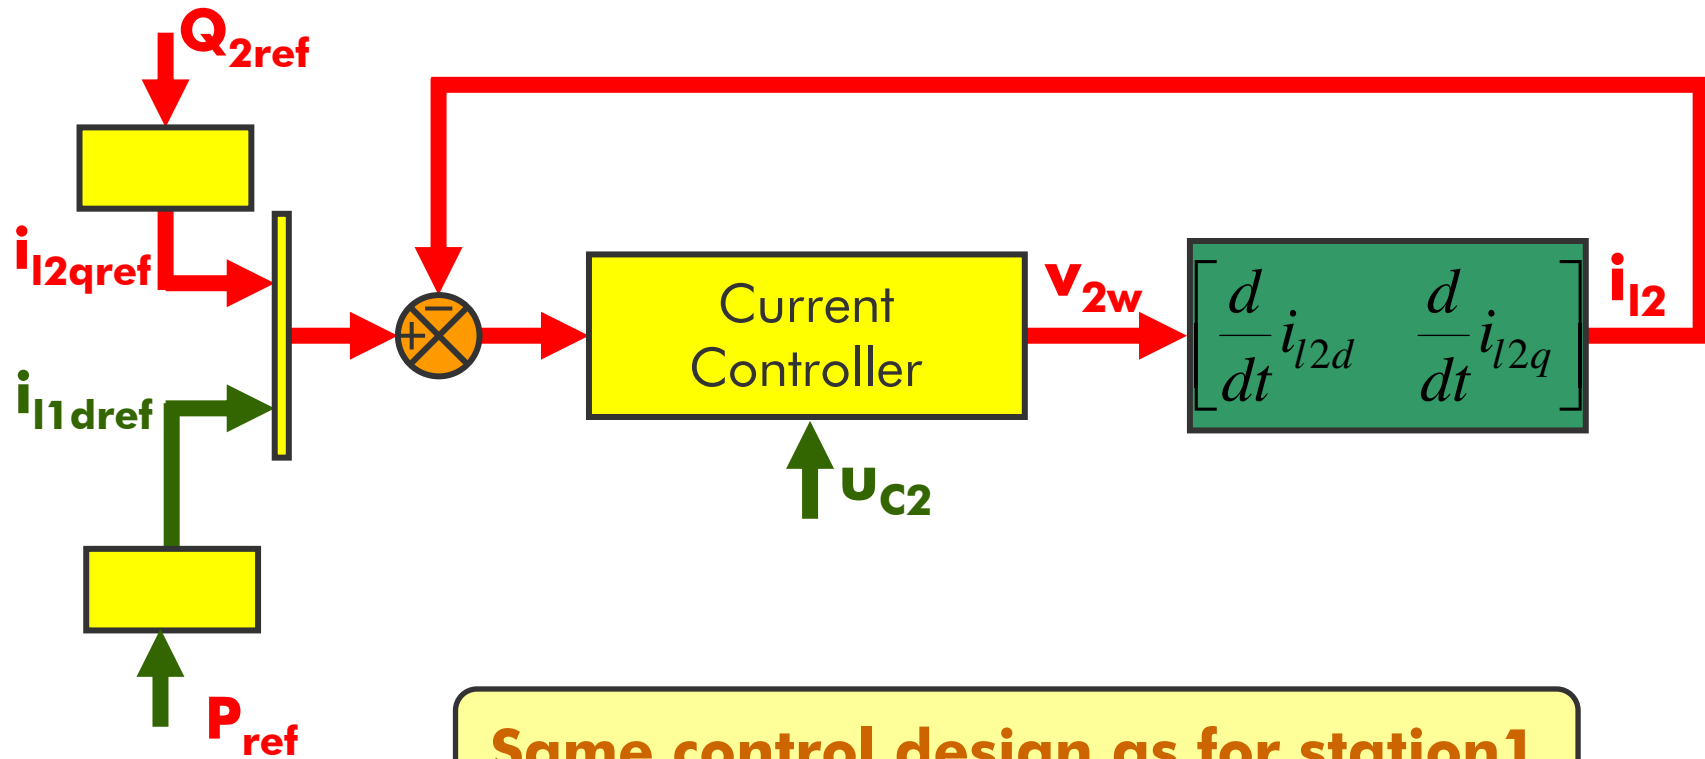 Q2ref
il2qref
il1dref
Pref
−
+
Current
Controller
uC2
v2w
[d/dt il2d d/dt il2q]
il2
Same control design as for station1